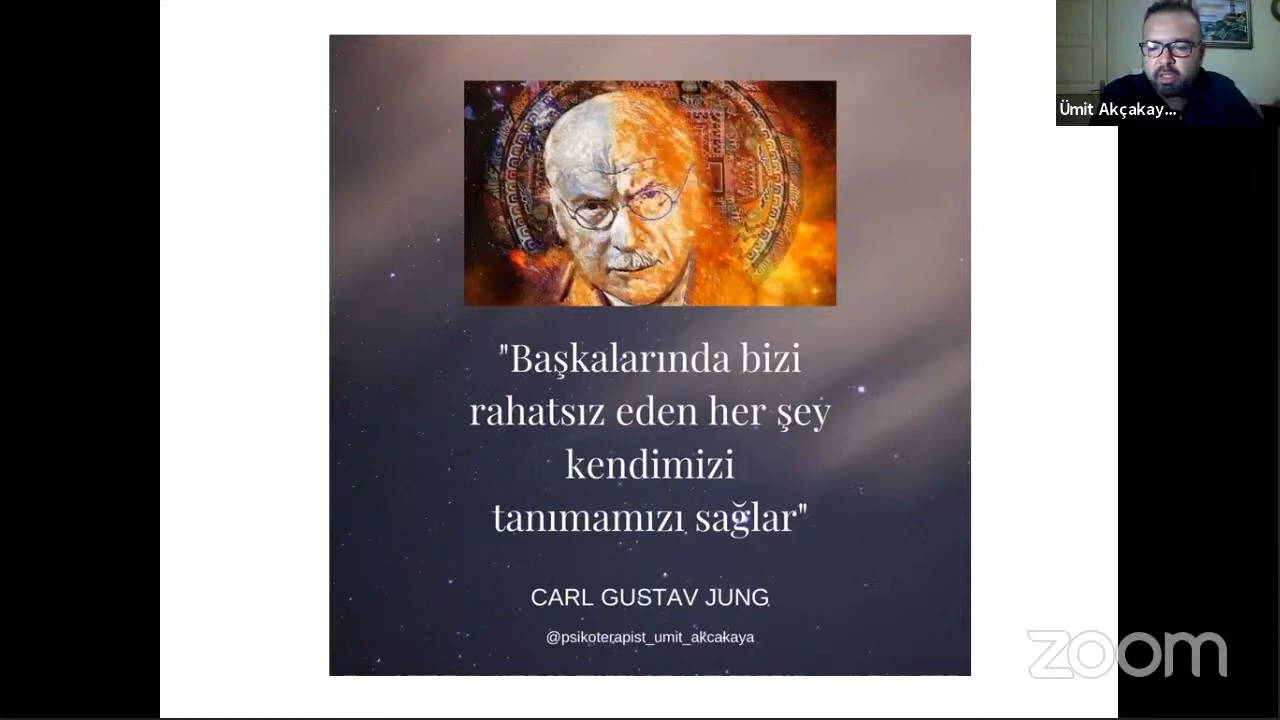 Ümit Akçakay...
"Başkalarında bizi
rahatsız eden her şey
kendimizi
tanımamızı sağlar"
CARL GUSTAV JUNG
@psikoterapist_umit_akcakaya
zoom